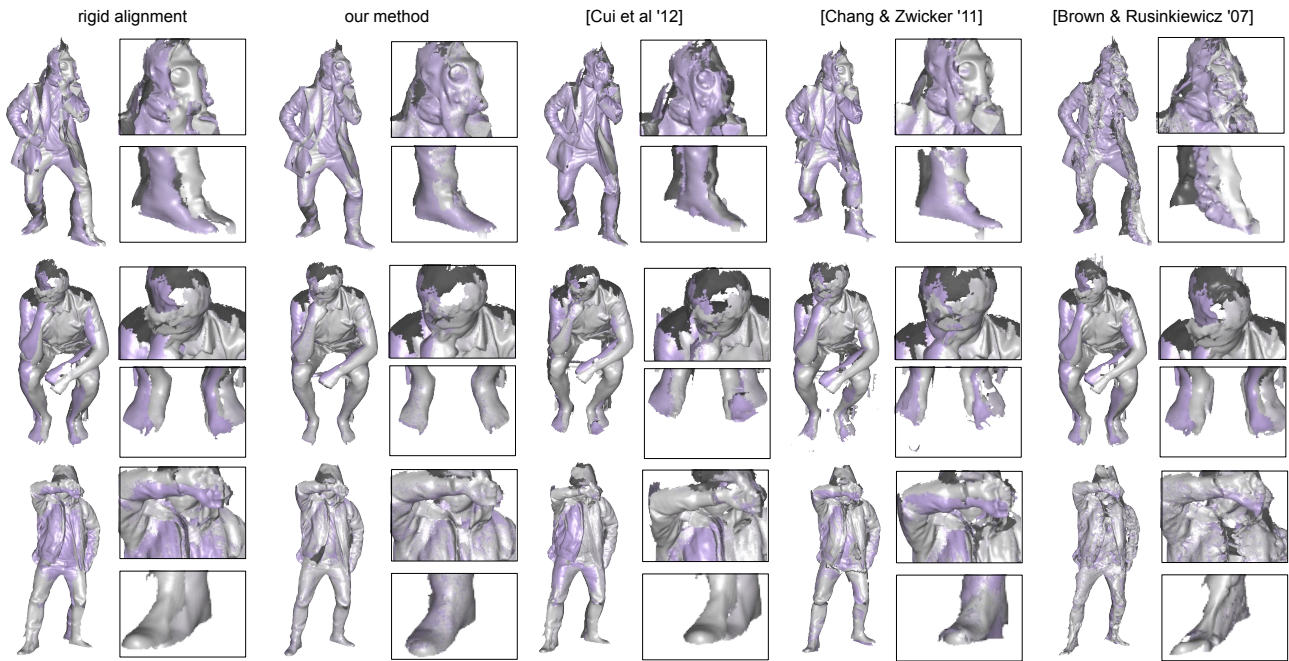 rigid alignment
our method
[Cui et al '12]
[Chang & Zwicker '11]
[Brown & Rusinkiewicz '07]